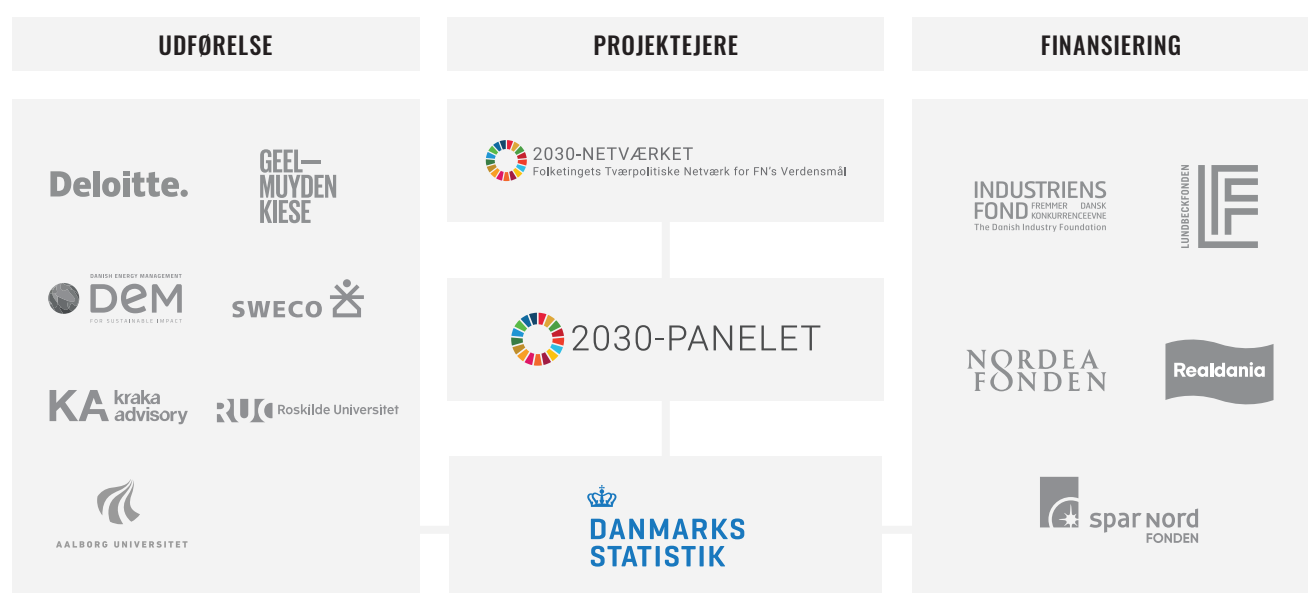 UDFØRELSE
Deloitte.
GEEL—
MUYDEN
KIESE
DANISH ENERGY MANAGEMENT
DEM
FOR SUSTAINABLE IMPACT
SWECO
KA kraka
advisory
RUC Roskilde Universitet
AALBORG UNIVERSITET
PROJEKTEJERE
2030-NETVÆRKET
Folketingets Tværpolitiske Netværk for FN's Verdensmål
2030-PANELET
DANMARKS
STATISTIK
FINANSIERING
INDUSTRIENS
FOND FREMMER DANSK
KONKURRENCEEVNE
The Danish Industry Foundation
LUNDBECKFONDEN
LF
NORDEA
FONDEN
Realdania
spar nord
FONDEN